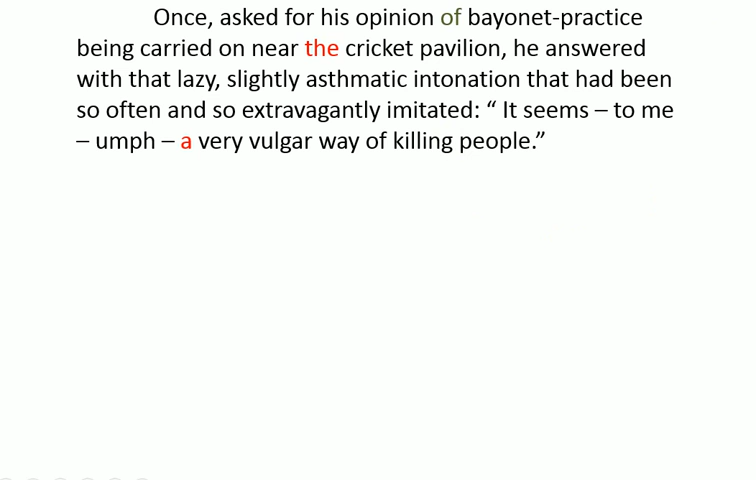 Once, asked for his opinion of bayonet-practice
being carried on near the cricket pavilion, he answered
with that lazy, slightly asthmatic intonation that had been
so often and so extravagantly imitated: “ It seems – to me
– umph – a very vulgar way of killing people.”